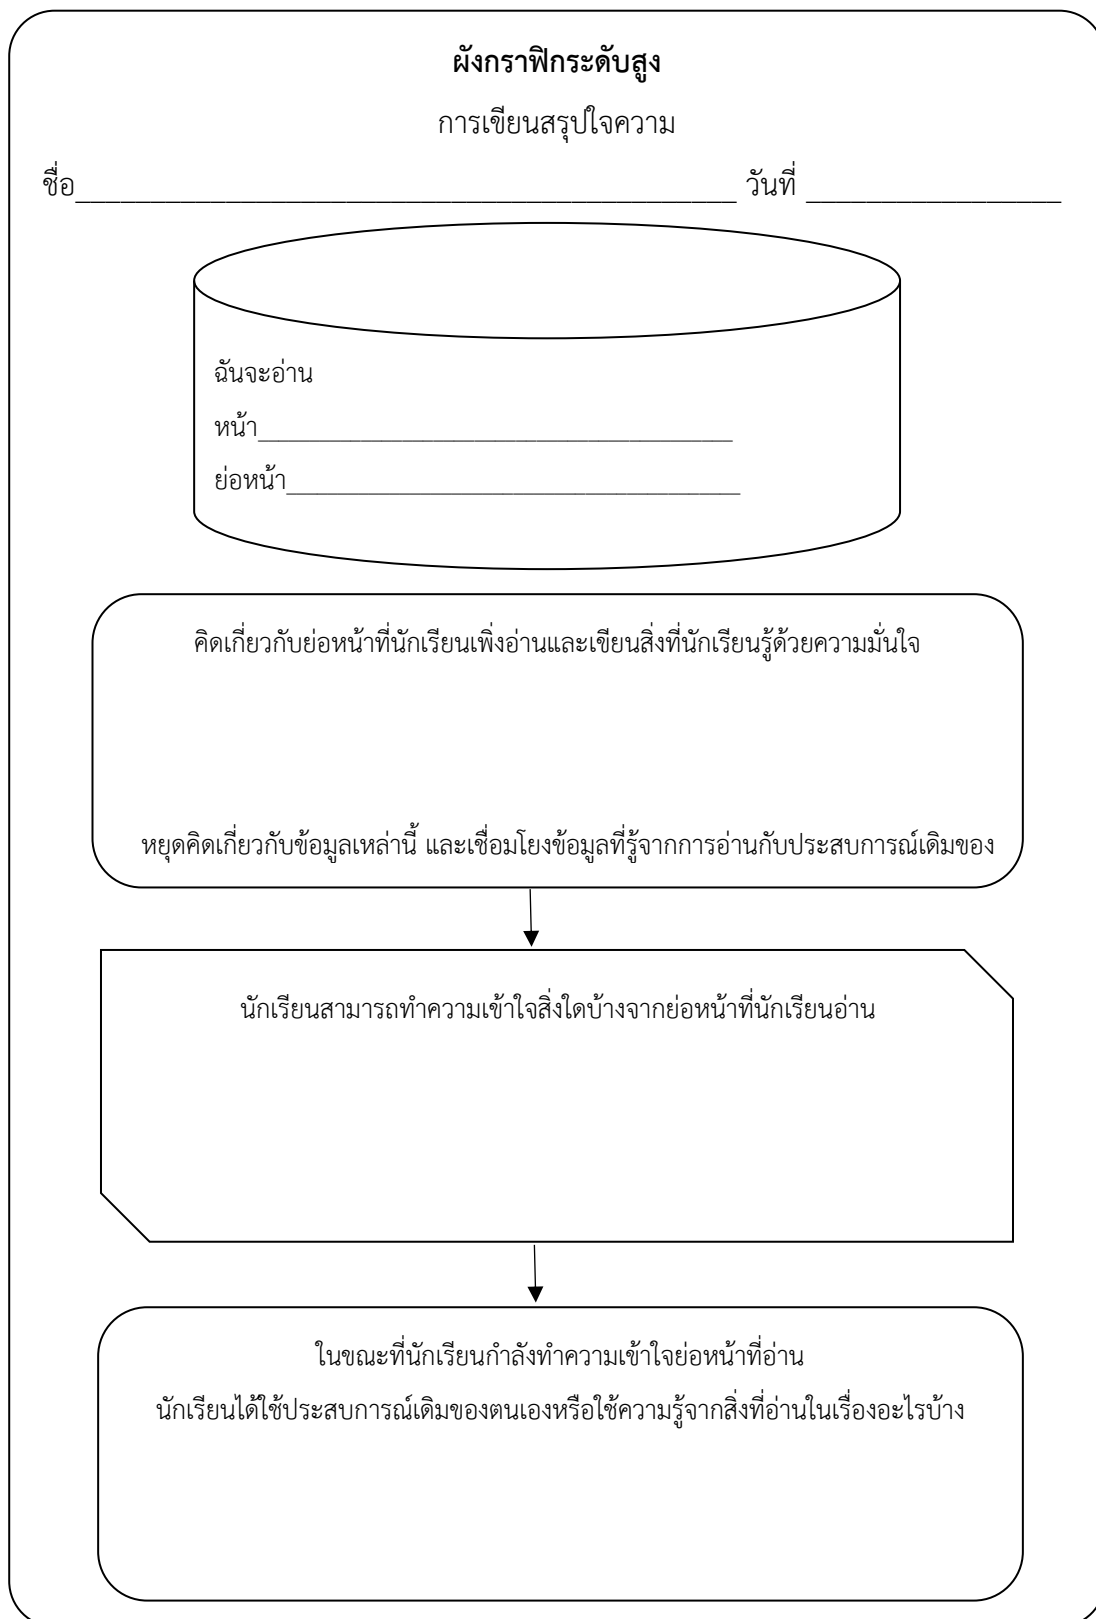 ผังกราฟิกระดับสูง
การเขียนสรุปใจความ
ชื่อ____________________________________________ วันที่ _________________
ฉันจะอ่าน
หน้า___________________________________
ย่อหน้า__________________________________
คิดเกี่ยวกับย่อหน้าที่นักเรียนเพิ่งอ่านและเขียนสิ่งที่นักเรียนรู้ด้วยความมั่นใจ
หยุดคิดเกี่ยวกับข้อมูลเหล่านี้ และเชื่อมโยงข้อมูลที่รู้จากการอ่านกับประสบการณ์เดิมของ
นักเรียนสามารถทำความเข้าใจสิ่งใดบ้างจากย่อหน้าที่นักเรียนอ่าน
ในขณะที่นักเรียนกำลังทำความเข้าใจย่อหน้าที่อ่าน
นักเรียนได้ใช้ประสบการณ์เดิมของตนเองหรือใช้ความรู้จากสิ่งที่อ่านในเรื่องอะไรบ้าง